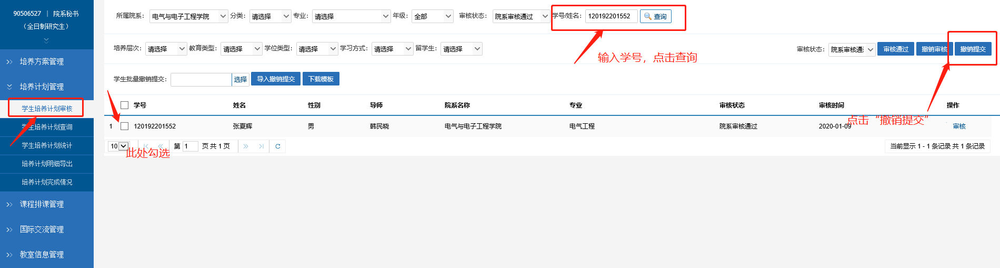 90506527 | 院系秘书
（全日制研究生）
培养方案管理
培养计划管理
学生培养计划审核
学生培养计划查询
学生培养计划统计
培养计划明细导出
培养计划完成情况
课程排课管理
国际交流管理
教室信息管理
所属院系： 电气与电子工程学院 分类： 请选择 专业： 请选择 年级： 全部 审核状态： 院系审核通过 学号/姓名： 120192201552 查询
培养层次： 请选择 教育类型： 请选择 学位类型： 请选择 学习方式： 请选择 留学生： 请选择 审核状态： 院系审核通 审核通过 撤销审核 撤销提交
输入学号，点击查询
学生批量撤销提交： 选择 导入撤销提交 下载模板
学号 姓名 性别 导师 院系名称 专业 审核状态 审核时间 操作
点击“撤销提交”
1 120192201552 张夏辉 男 韩民晓 电气与电子工程学院 电气工程 院系审核通过 2020-01-09 审核
10 第 1 页 共 1 页 当前显示 1 - 1 条记录 共 1 条记录
此处勾选